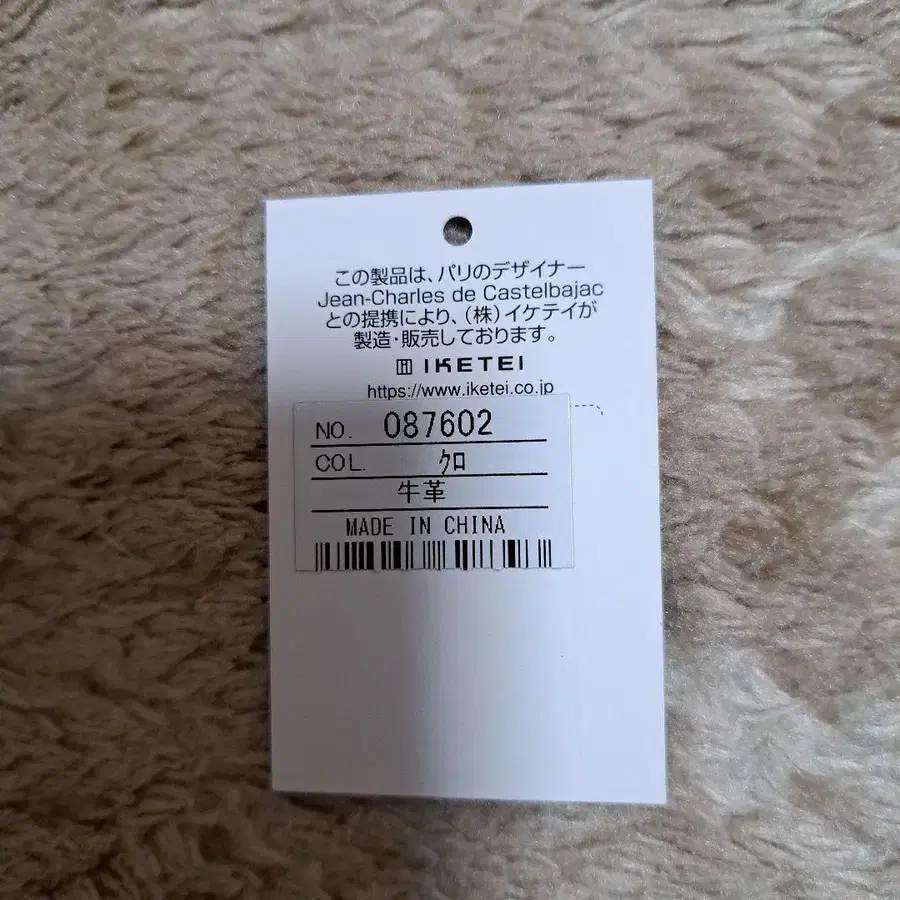 この製品は、パリのデザイナー
Jean-Charles de Castelbajac
との提携により、(株)イケテイが
製造・販売しております。
IKETEI
https://www.iketei.co.jp
NO. 087602
COL. クロ
牛革
MADE IN CHINA